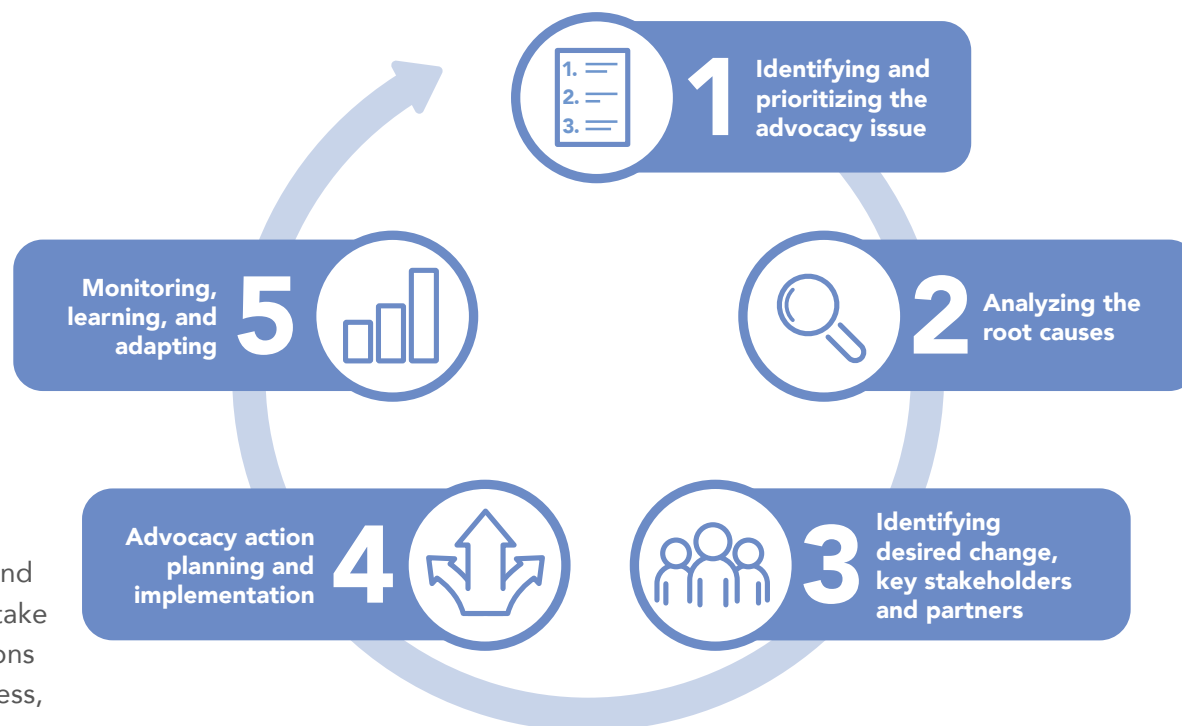 1.
2.
3.
1
Identifying and
prioritizing the
advocacy issue
2
Analyzing the
root causes
3
Identifying
desired change,
key stakeholders
and partners
4
Advocacy action
planning and
implementation
5
Monitoring,
learning, and
adapting
nd
take
ons
ess,